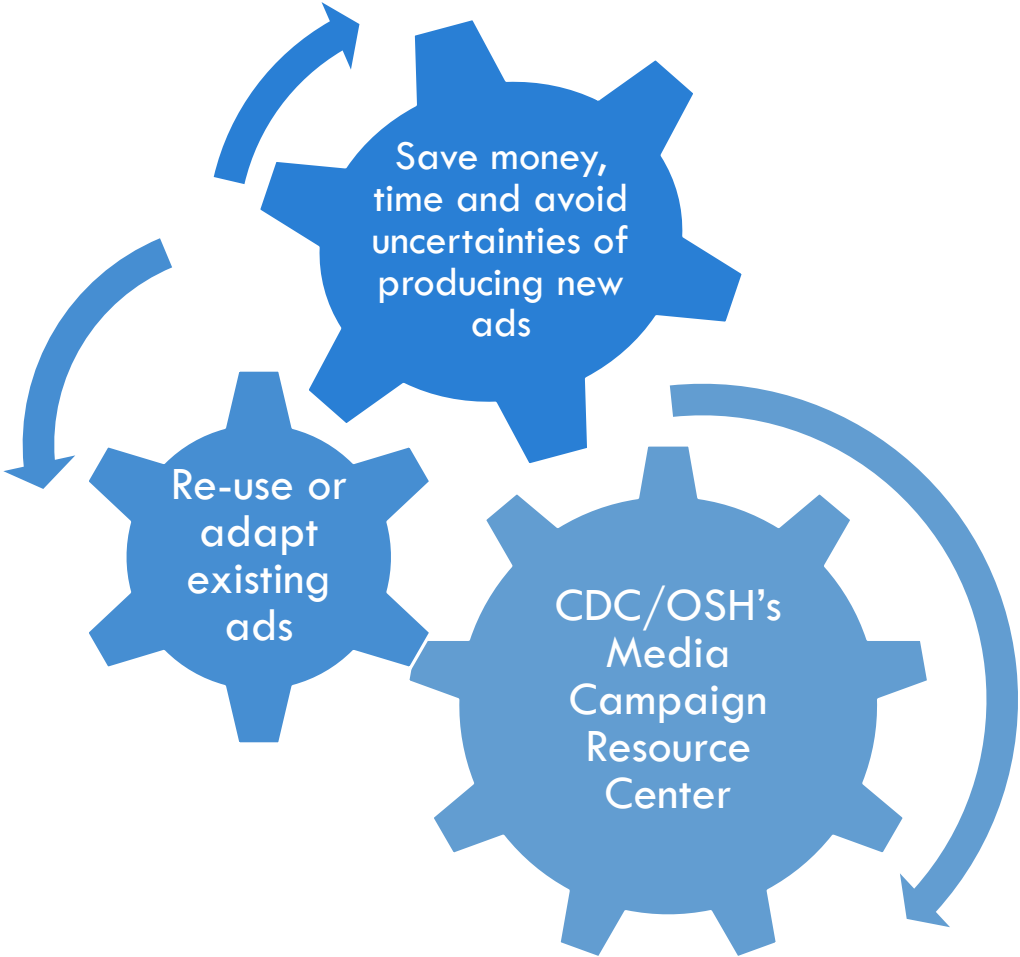 Save money,
time and avoid
uncertainties of
producing new
ads
Re-use or
adapt
existing
ads
CDC/OSH’s
Media
Campaign
Resource
Center